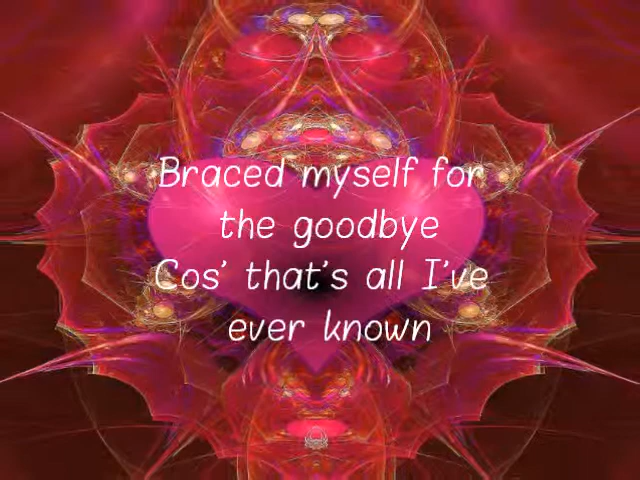 Braced myself for
the goodbye
Cos' that's all I've
ever known